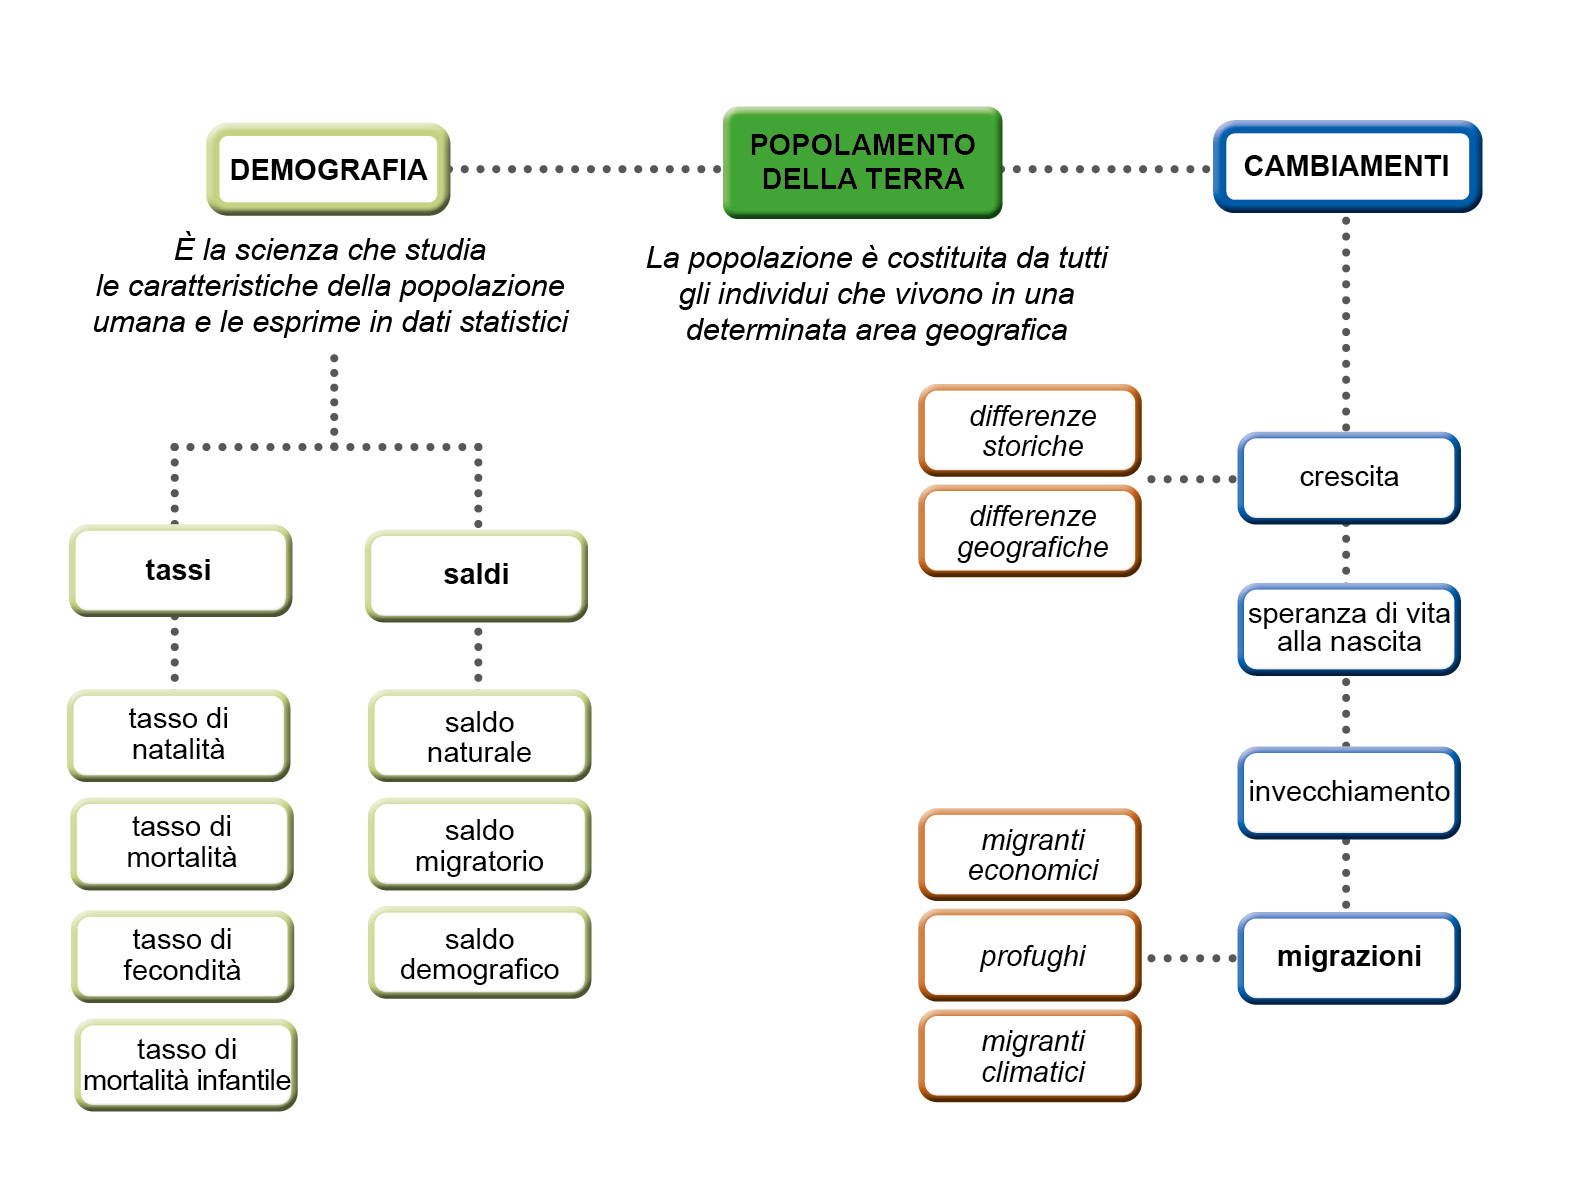 DEMOGRAFIA
È la scienza che studia
le caratteristiche della popolazione
umana e le esprime in dati statistici
POPOLAMENTO
DELLA TERRA
La popolazione è costituita da tutti
gli individui che vivono in una
determinata area geografica
CAMBIAMENTI
tassi
tasso di
natalità
tasso di
mortalità
tasso di
fecondità
tasso di
mortalità infantile
saldi
saldo
naturale
saldo
migratorio
saldo
demografico
differenze
storiche
differenze
geografiche
crescita
speranza di vita
alla nascita
invecchiamento
migranti
economici
profughi
migranti
climatici
migrazioni